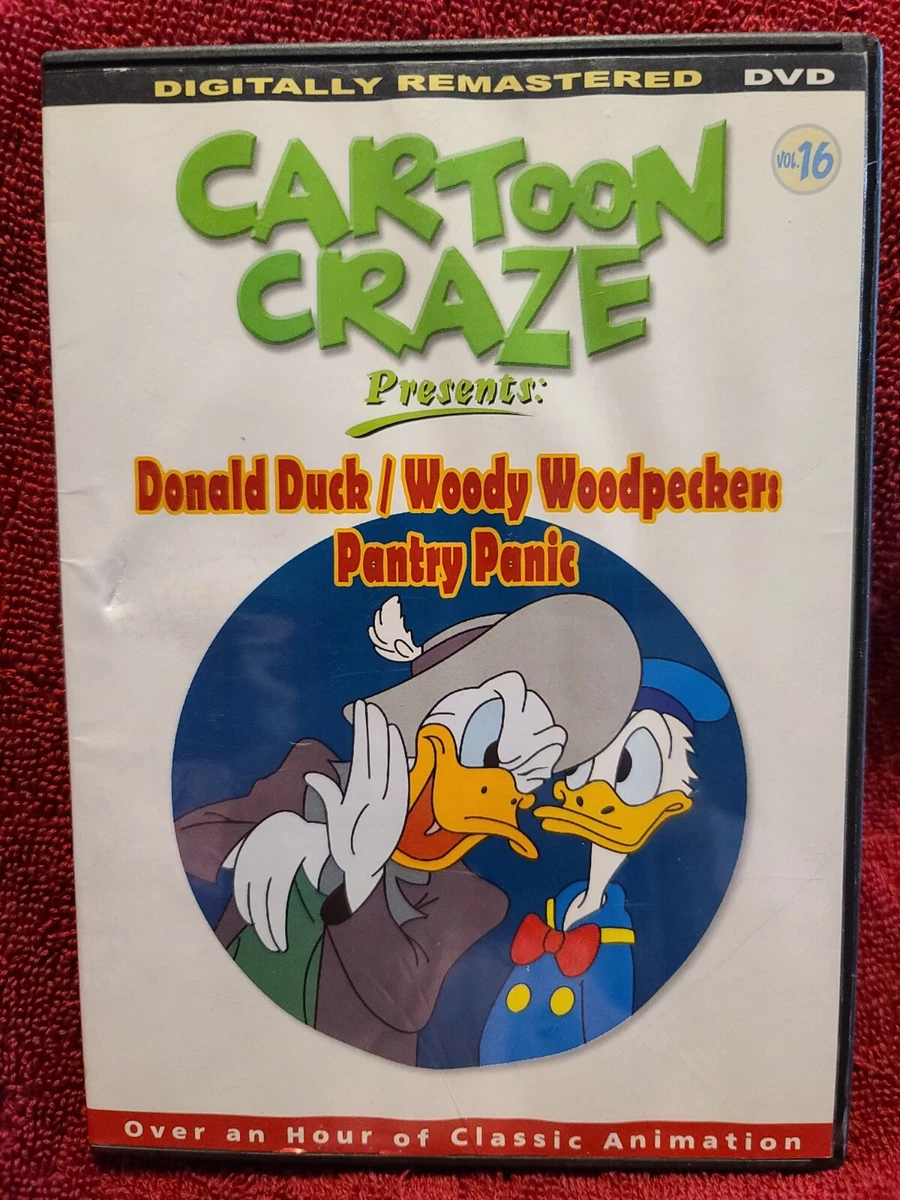 DIGITALLY REMASTERED DVD
VOL. 16
CARTOON
CRAZE
Presents:
Donald Duck / Woody Woodpecker:
Pantry Panic
Over an Hour of Classic Animation